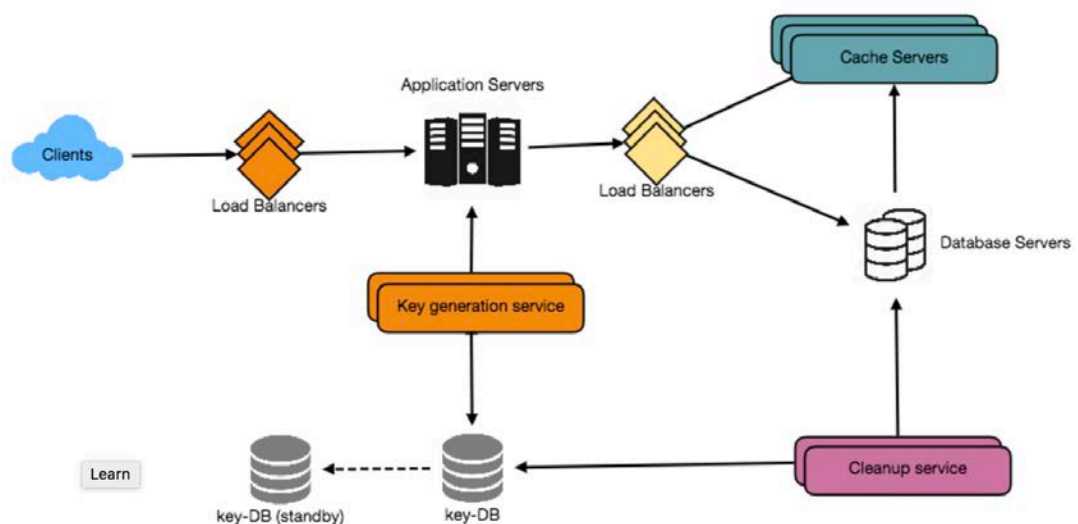 Cache Servers
Application Servers
Clients
Load Balancers
Load Balancers
Database Servers
Key generation service
Learn
Cleanup service
key-DB (standby)
key-DB